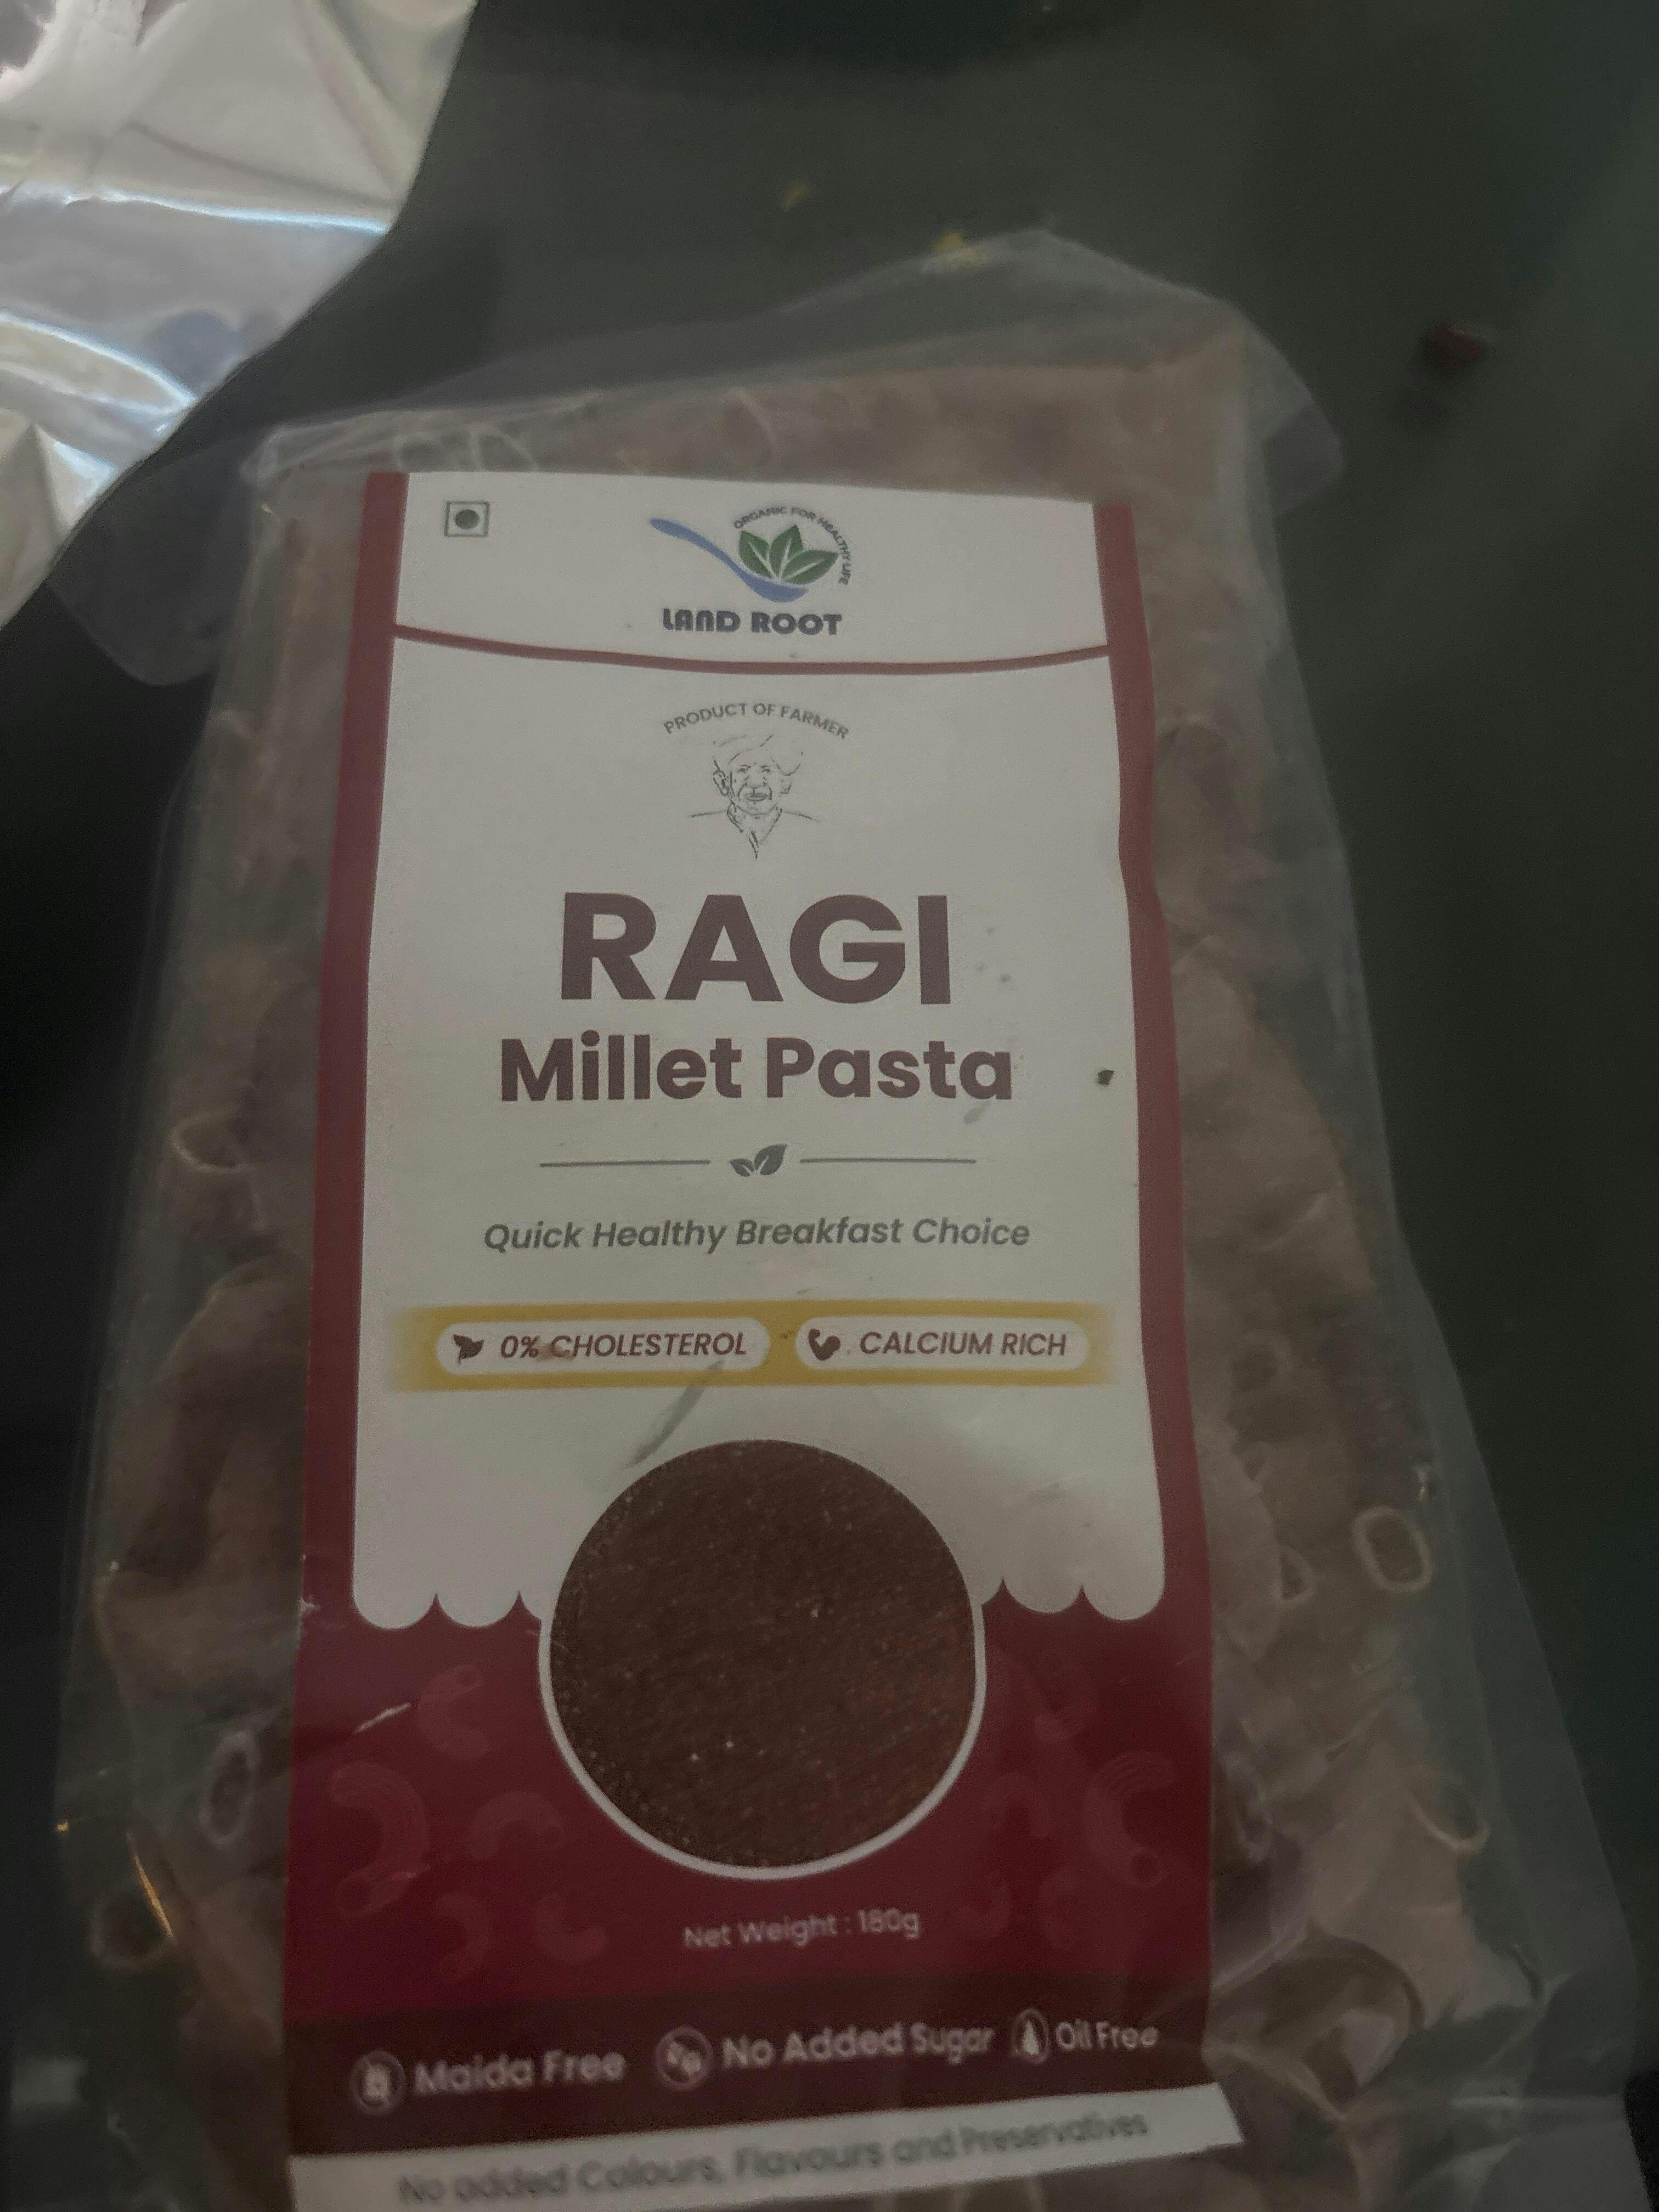 ORGANIC FOR HEALTHY LIFE
LAND ROOT
PRODUCT OF FARMER
RAGI
Millet Pasta
Quick Healthy Breakfast Choice
0% CHOLESTEROL
CALCIUM RICH
Net Weight : 180g
Maida Free
No Added Sugar
Oil Free
No added Colours, Flavours and Preservatives